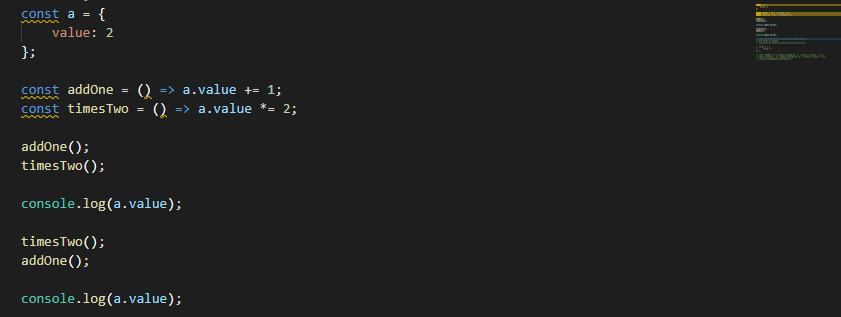 const a = {
    value: 2
};

const addOne = () => a.value += 1;
const timesTwo = () => a.value *= 2;

addOne();
timesTwo();

console.log(a.value);

timesTwo();
addOne();

console.log(a.value);